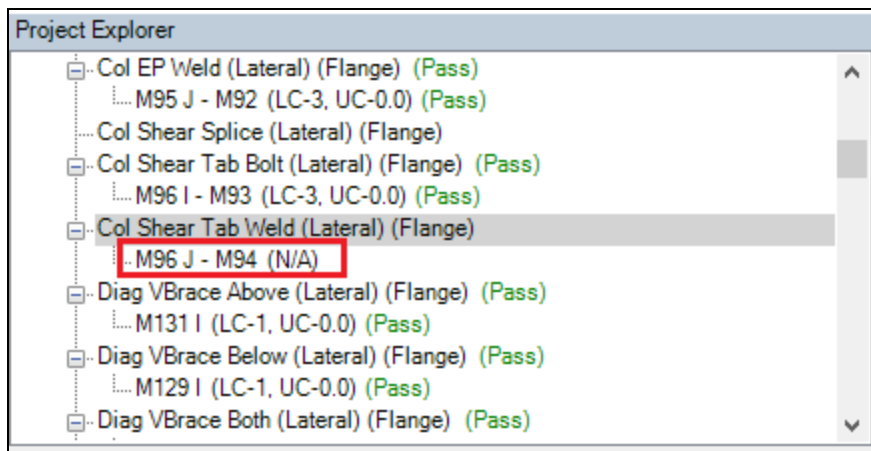 Project Explorer
Col EP Weld (Lateral) (Flange) (Pass)
M95 J - M92 (LC-3, UC-0.0) (Pass)
Col Shear Splice (Lateral) (Flange)
Col Shear Tab Bolt (Lateral) (Flange) (Pass)
M96 I - M93 (LC-3, UC-0.0) (Pass)
Col Shear Tab Weld (Lateral) (Flange)
M96 J - M94 (N/A)
Diag VBrace Above (Lateral) (Flange) (Pass)
M131 I (LC-1, UC-0.0) (Pass)
Diag VBrace Below (Lateral) (Flange) (Pass)
M129 I (LC-1, UC-0.0) (Pass)
Diag VBrace Both (Lateral) (Flange) (Pass)